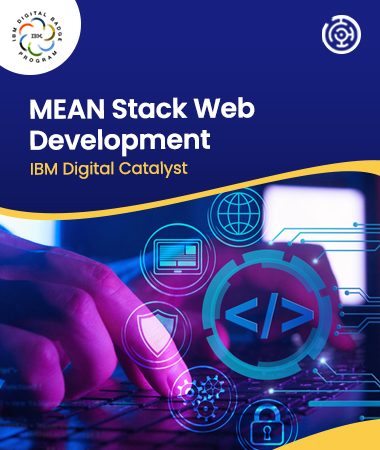 IBM DIGITAL BADGE
IBM.
PROGRAM
MEAN Stack Web
Development
IBM Digital Catalyst
</>